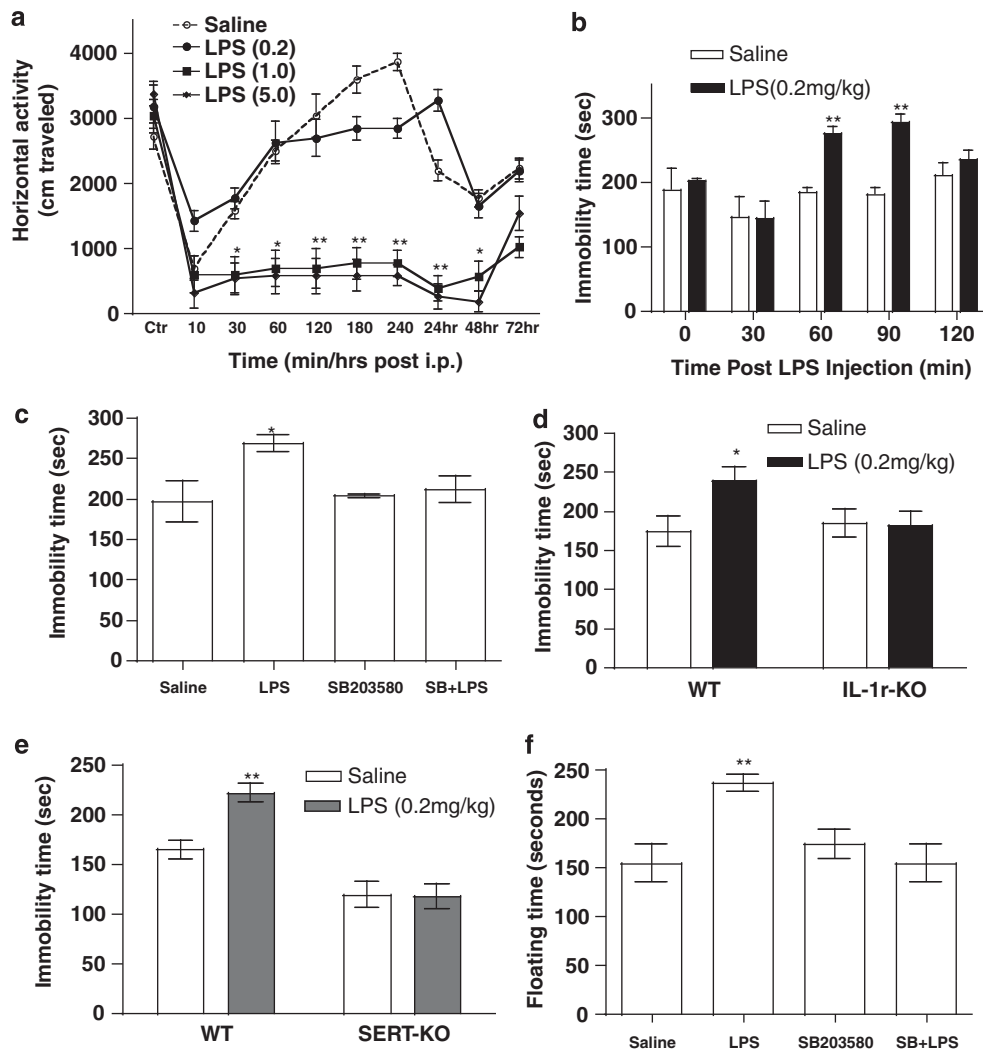 a
Saline
LPS (0.2)
LPS (1.0)
LPS (5.0)
Horizontal activity
(cm traveled)
4000
3000
2000
1000
0
* * ** ** ** ** *
Ctr 10 30 60 120 180 240 24hr 48hr 72hr
Time (min/hrs post i.p.)
b
Saline
LPS(0.2mg/kg)
Immobility time (sec)
300
200
100
0
** **
0 30 60 90 120
Time Post LPS Injection (min)
c
Immobility time (sec)
300
250
200
150
100
50
0
*
Saline LPS SB203580 SB+LPS
d
Saline
LPS (0.2mg/kg)
Immobility time (sec)
300
250
200
150
100
50
0
*
WT IL-1r-KO
e
Saline
LPS (0.2mg/kg)
Immobility time (sec)
250
200
150
100
50
0
**
WT SERT-KO
f
Floating time (seconds)
250
200
150
100
50
0
**
Saline LPS SB203580 SB+LPS